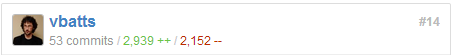 vbatts #14
53 commits / 2,939 ++ / 2,152 --